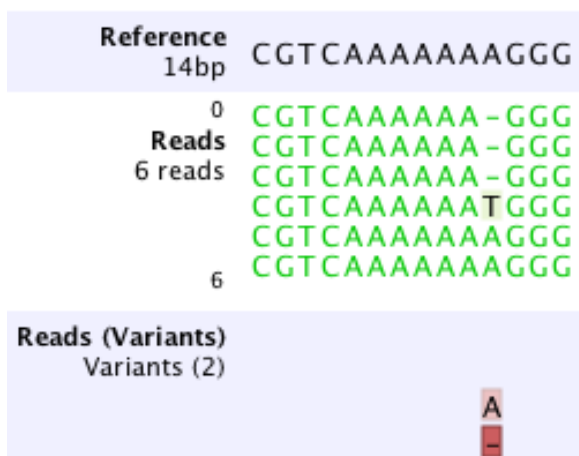 Reference
14bp
CGTCAAAAAAAGGG
0
Reads
6 reads
6
CGTCAAAAAA-GGG
CGTCAAAAAA-GGG
CGTCAAAAAA-GGG
CGTCAAAAAATGGG
CGTCAAAAAAAGGG
CGTCAAAAAAAGGG
Reads (Variants)
Variants (2)
A
-